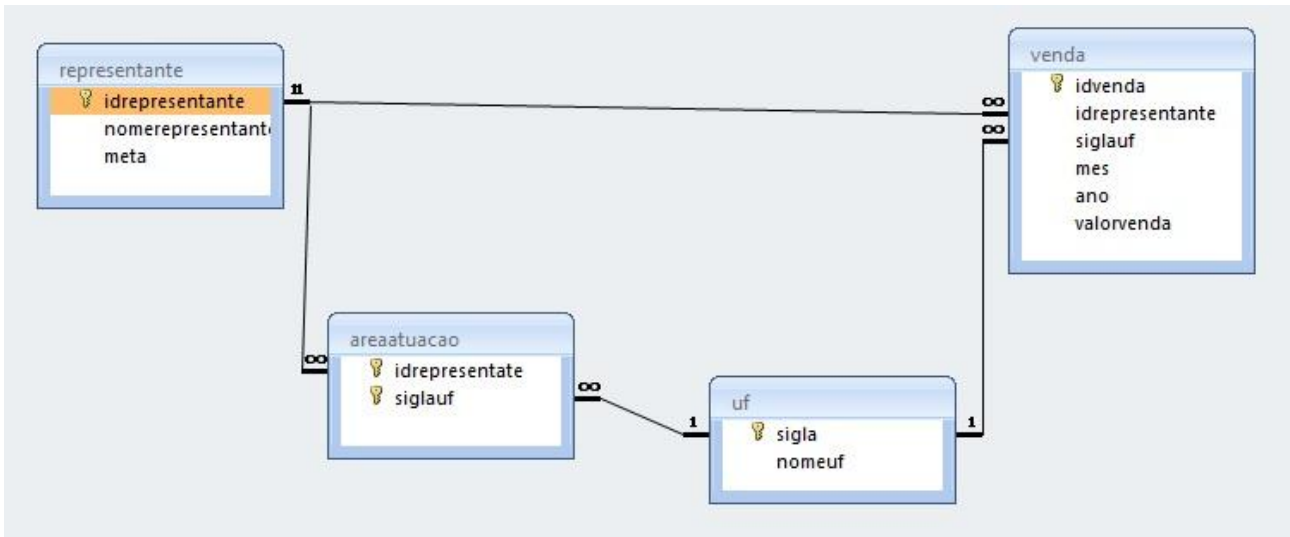 representante
idrepresentante
nomerepresentant
meta
11
∞
∞
venda
idvenda
idrepresentante
siglauf
mes
ano
valorvenda
∞
areaatuacao
idrepresentate
siglauf
∞
1
uf
sigla
nomeuf
1